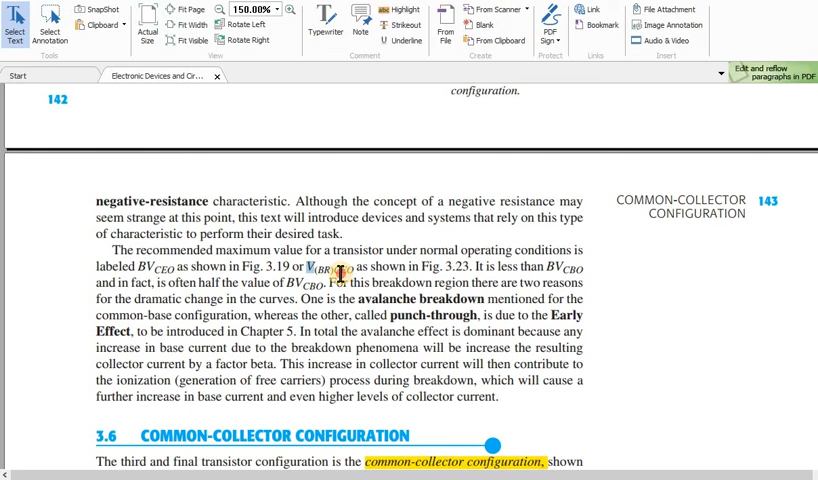 Select Text
Select Annotation
SnapShot
Clipboard
Tools
Actual Size
Fit Page
Fit Width
Fit Visible
150.00%
Rotate Left
Rotate Right
View
Typewriter
Note
Highlight
Strikeout
Underline
Comment
From File
From Scanner
Blank
From Clipboard
Create
PDF Sign
Protect
Link
Bookmark
Links
File Attachment
Image Annotation
Audio & Video
Insert
Start
Electronic Devices and Cir...
Edit and reflow
paragraphs in PDF
142
configuration.
negative-resistance characteristic. Although the concept of a negative resistance may
seem strange at this point, this text will introduce devices and systems that rely on this type
of characteristic to perform their desired task.
The recommended maximum value for a transistor under normal operating conditions is
labeled BVCEO as shown in Fig. 3.19 or V(BR)CEO as shown in Fig. 3.23. It is less than BVCBO
and in fact, is often half the value of BVCBO. For this breakdown region there are two reasons
for the dramatic change in the curves. One is the avalanche breakdown mentioned for the
common-base configuration, whereas the other, called punch-through, is due to the Early
Effect, to be introduced in Chapter 5. In total the avalanche effect is dominant because any
increase in base current due to the breakdown phenomena will be increase the resulting
collector current by a factor beta. This increase in collector current will then contribute to
the ionization (generation of free carriers) process during breakdown, which will cause a
further increase in base current and even higher levels of collector current.
COMMON-COLLECTOR 143
CONFIGURATION
3.6 COMMON-COLLECTOR CONFIGURATION
The third and final transistor configuration is the common-collector configuration, shown